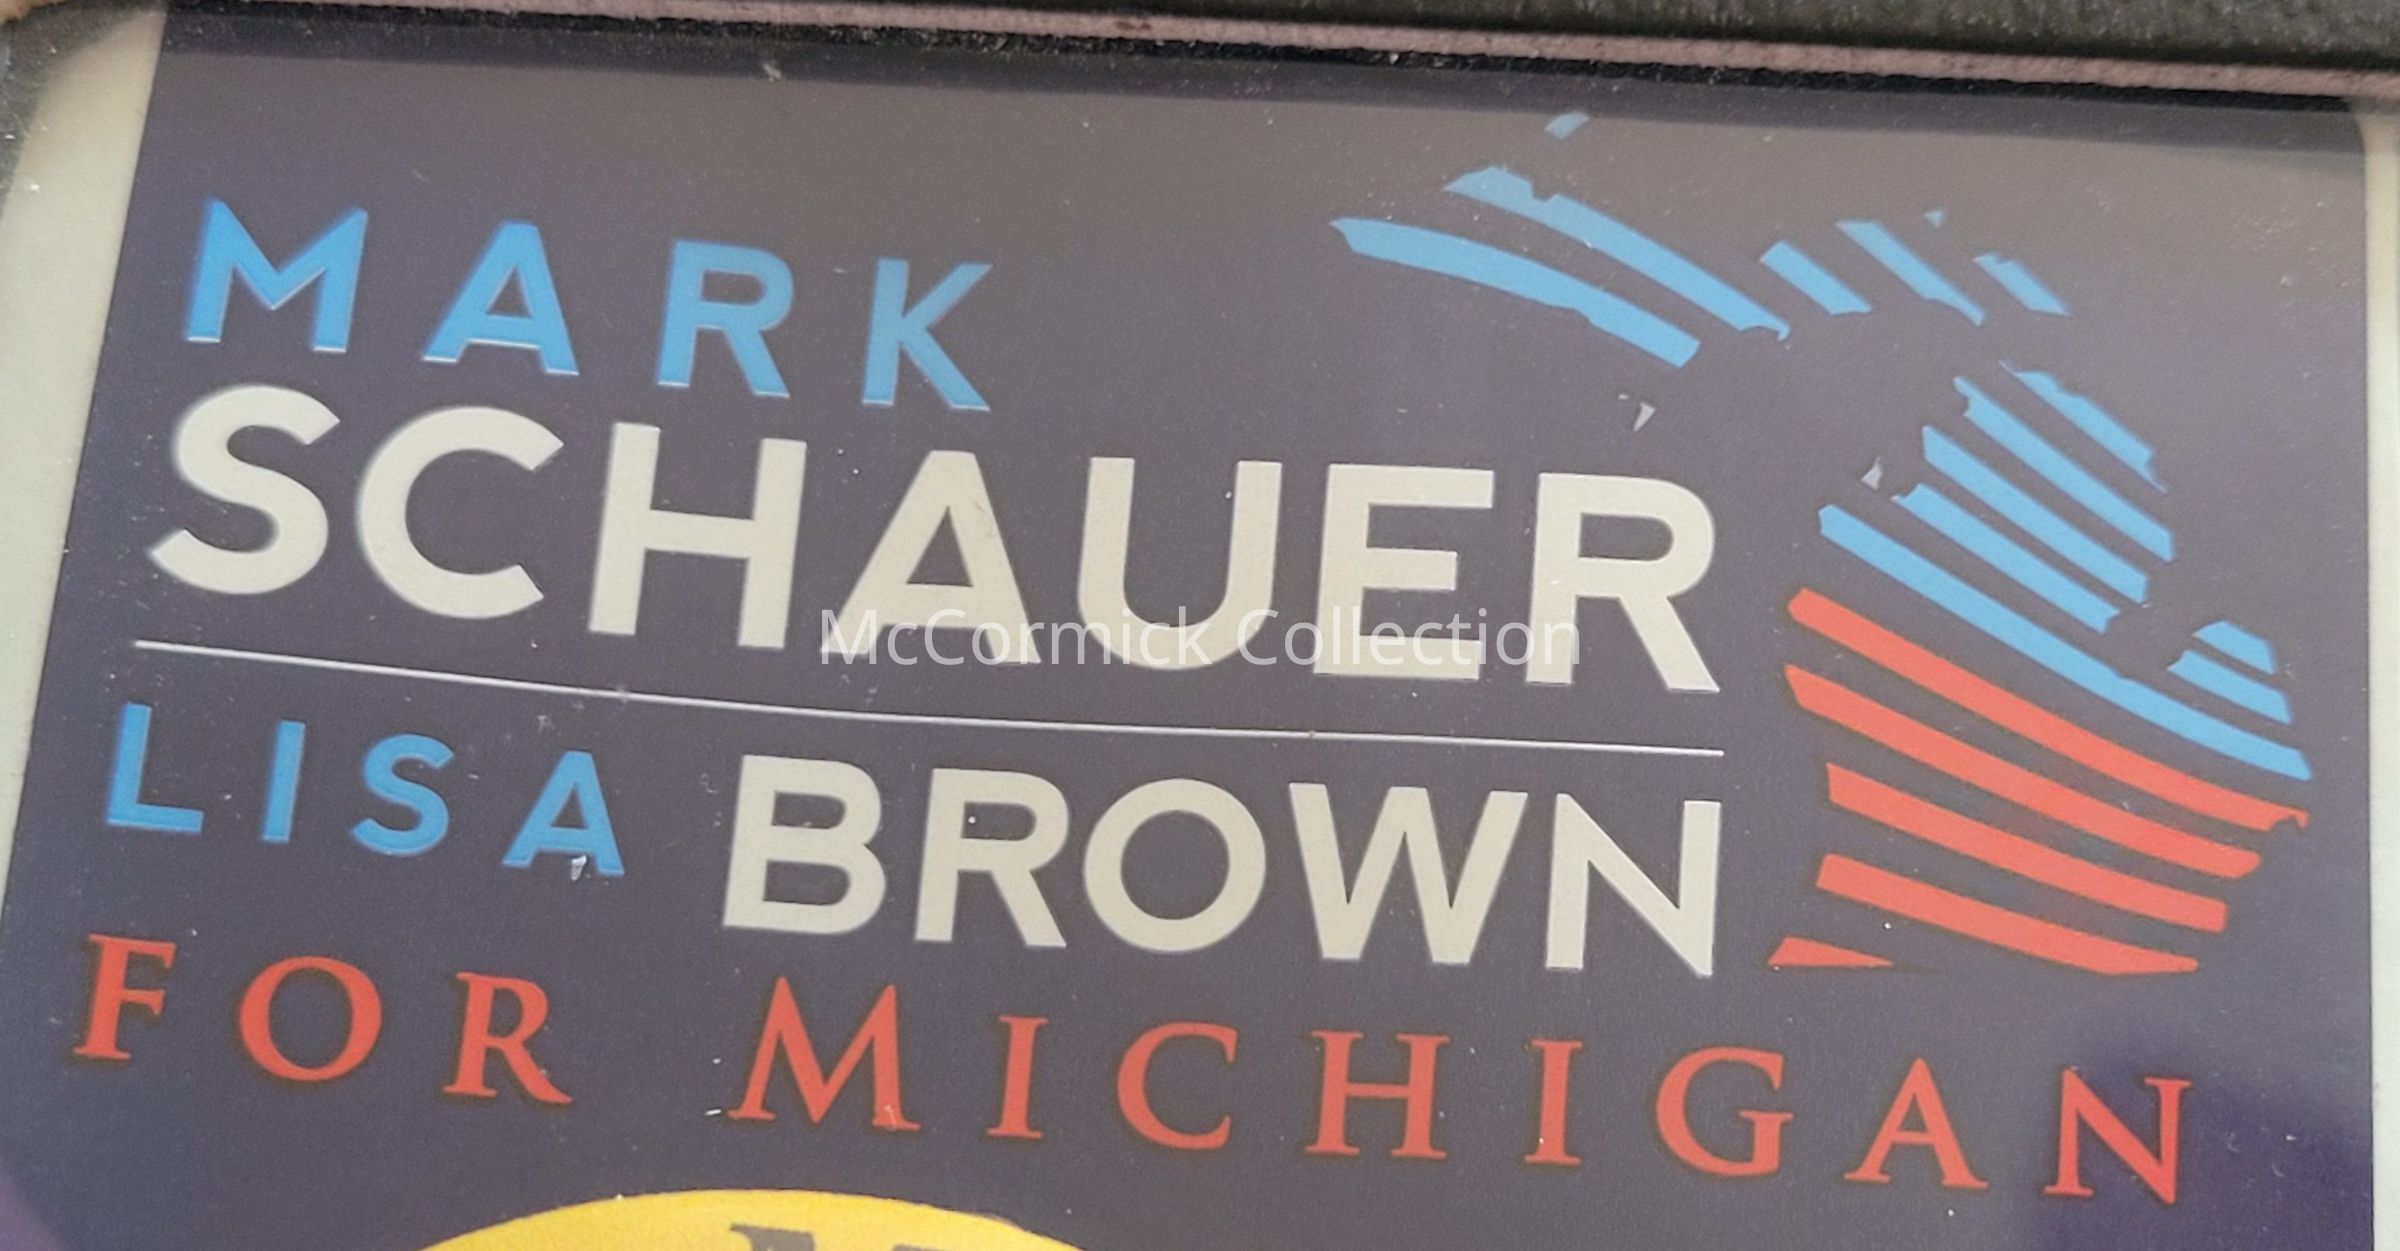 MARK
SCHAUER
McCormick Collection
LISA BROWN
FOR MICHIGAN